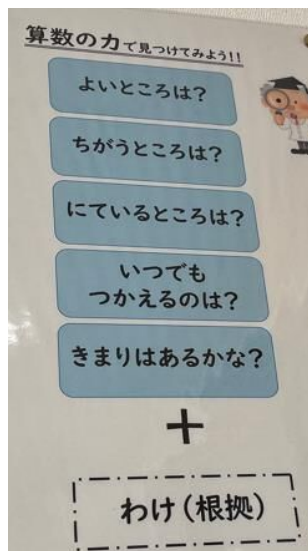 算数の力で見つけてみよう!!
よいところは?
ちがうところは?
にているところは?
いつでも
つかえるのは?
きまりはあるかな?
+
わけ(根拠)